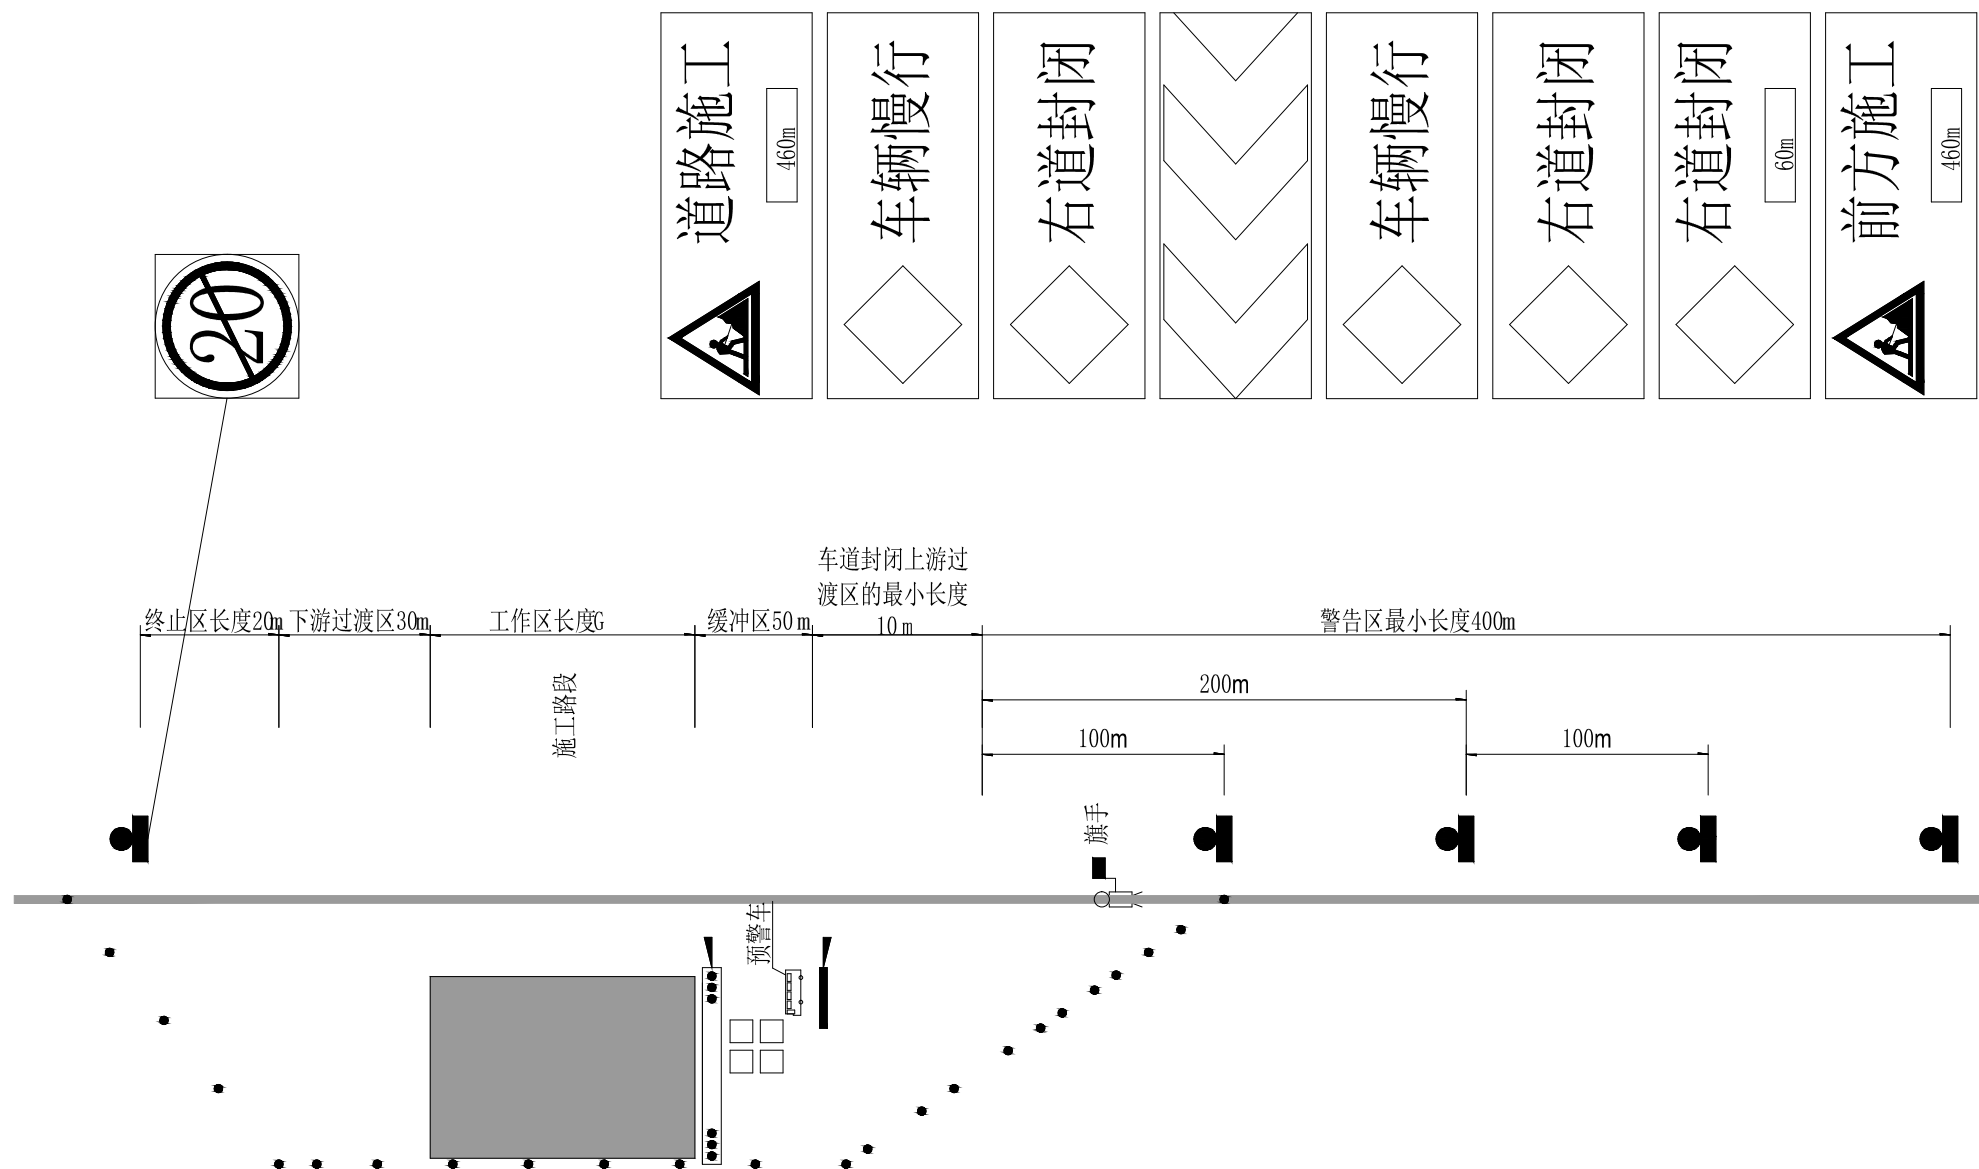 道路施工
460m
车辆慢行
右道封闭
车辆慢行
右道封闭
右道封闭
60m
前方施工
460m
20
车道封闭上游过
渡区的最小长度
10m
终止区长度20m
下游过渡区30m
工作区长度G
缓冲区50m
警告区最小长度400m
200m
100m
100m
施工路段
旗手
预警车